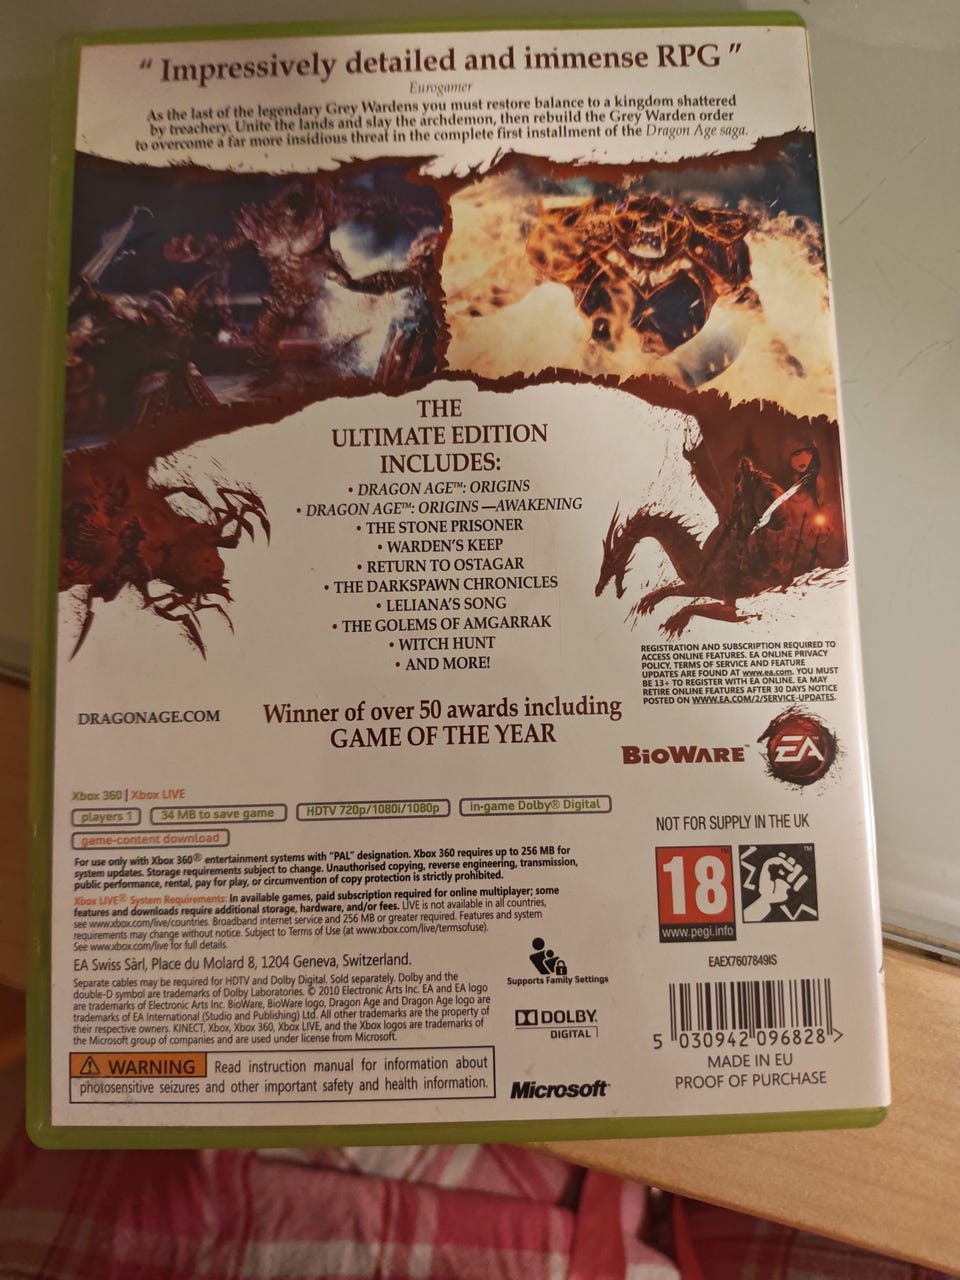 " Impressively detailed and immense RPG "
Eurogamer
As the last of the legendary Grey Wardens you must restore balance to a kingdom shattered
by treachery. Unite the lands and slay the archdemon, then rebuild the Grey Warden order
to overcome a far more insidious threat in the complete first installment of the Dragon Age saga.
THE
ULTIMATE EDITION
INCLUDES:
• DRAGON AGE™: ORIGINS
• DRAGON AGE™: ORIGINS —AWAKENING
• THE STONE PRISONER
• WARDEN'S KEEP
• RETURN TO OSTAGAR
• THE DARKSPAWN CHRONICLES
• LELIANA'S SONG
• THE GOLEMS OF AMGARRAK
• WITCH HUNT
• AND MORE!
REGISTRATION AND SUBSCRIPTION REQUIRED TO
ACCESS ONLINE FEATURES. EA ONLINE PRIVACY
POLICY, TERMS OF SERVICE AND FEATURE
UPDATES ARE FOUND AT www.ea.com. YOU MUST
BE 13+ TO REGISTER WITH EA ONLINE. EA MAY
RETIRE ONLINE FEATURES AFTER 30 DAYS NOTICE
POSTED ON WWW.EA.COM/2/SERVICE-UPDATES.
DRAGONAGE.COM
Winner of over 50 awards including
GAME OF THE YEAR
BIOWARE™
EA™
Xbox 360 | Xbox LIVE
players 1
34 MB to save game
HDTV 720p/1080i/1080p
in-game Dolby® Digital
game-content download
For use only with Xbox 360® entertainment systems with "PAL" designation. Xbox 360 requires up to 256 MB for
system updates. Storage requirements subject to change. Unauthorised copying, reverse engineering, transmission,
public performance, rental, pay for play, or circumvention of copy protection is strictly prohibited.
Xbox LIVE® System Requirements: In available games, paid subscription required for online multiplayer; some
features and downloads require additional storage, hardware, and/or fees. LIVE is not available in all countries,
see www.xbox.com/live/countries. Broadband internet service and 256 MB or greater required. Features and system
requirements may change without notice. Subject to Terms of Use (at www.xbox.com/live/termsofuse).
See www.xbox.com/live for full details.
EA Swiss Sàrl, Place du Molard 8, 1204 Geneva, Switzerland.
Separate cables may be required for HDTV and Dolby Digital. Sold separately. Dolby and the
double-D symbol are trademarks of Dolby Laboratories. © 2010 Electronic Arts Inc. EA and EA logo
are trademarks of Electronic Arts Inc. BioWare, BioWare logo, Dragon Age and Dragon Age logo are
trademarks of EA International (Studio and Publishing) Ltd. All other trademarks are the property of
their respective owners. KINECT, Xbox, Xbox 360, Xbox LIVE, and the Xbox logos are trademarks of
the Microsoft group of companies and are used under license from Microsoft.
WARNING Read instruction manual for information about
photosensitive seizures and other important safety and health information.
Supports Family Settings
DOLBY
DIGITAL
Microsoft®
NOT FOR SUPPLY IN THE UK
18™
www.pegi.info
™
EAEX7607849IS
5 030942 096828 >
MADE IN EU
PROOF OF PURCHASE